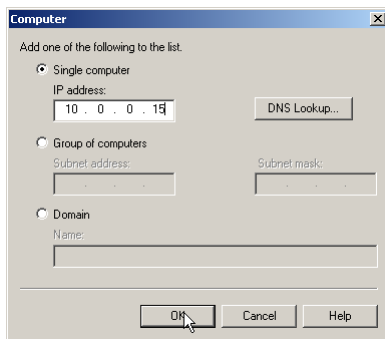 Computer
Add one of the following to the list.
Single computer
IP address:
10 . 0 . 0 . 15
DNS Lookup...
Group of computers
Subnet address: Subnet mask:
. . . . . .
Domain
Name:
OK Cancel Help